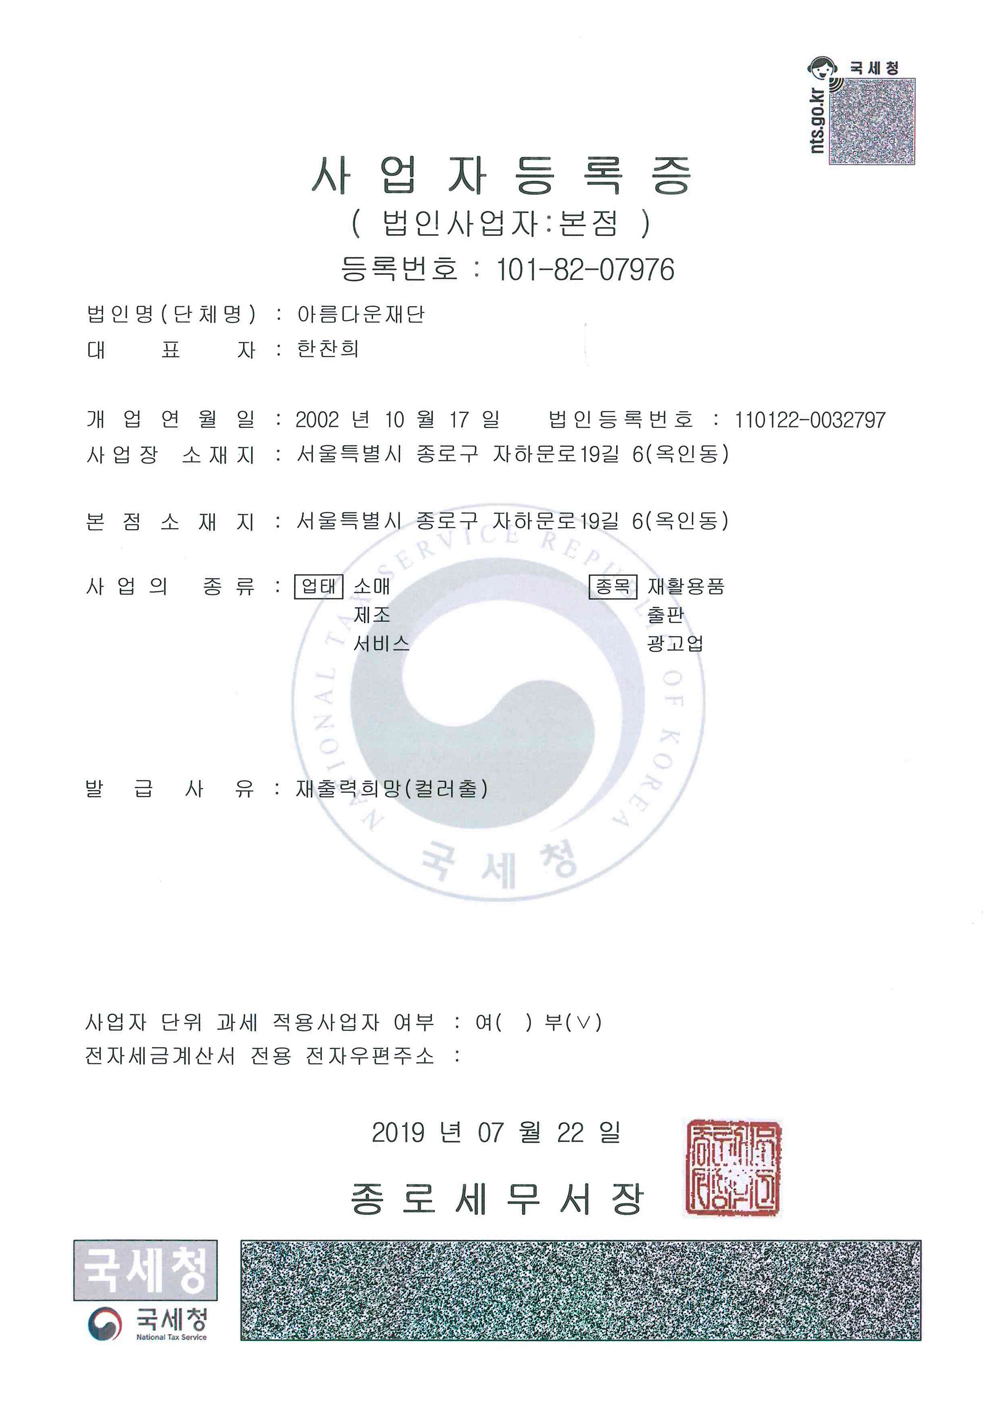 국세청
nts.go.kr
사업자등록증
( 법인사업자:본점 )
등록번호 : 101-82-07976
법인명(단체명) : 아름다운재단
대 표 자 : 한찬희
개 업 연 월 일 : 2002 년 10 월 17 일 법인등록번호 : 110122-0032797
사업장 소재지 : 서울특별시 종로구 자하문로19길 6(옥인동)
본 점 소 재 지 : 서울특별시 종로구 자하문로19길 6(옥인동)
사 업 의 종 류 : 업태 소매 종목 재활용품
제조 출판
서비스 광고업
NATIONAL TAX SERVICE REPUBLIC OF KOREA
국세청
발 급 사 유 : 재출력희망(컬러출)
사업자 단위 과세 적용사업자 여부 : 여( ) 부(∨)
전자세금계산서 전용 전자우편주소 :
2019 년 07 월 22 일
종로세무서장
국세청
국세청
National Tax Service